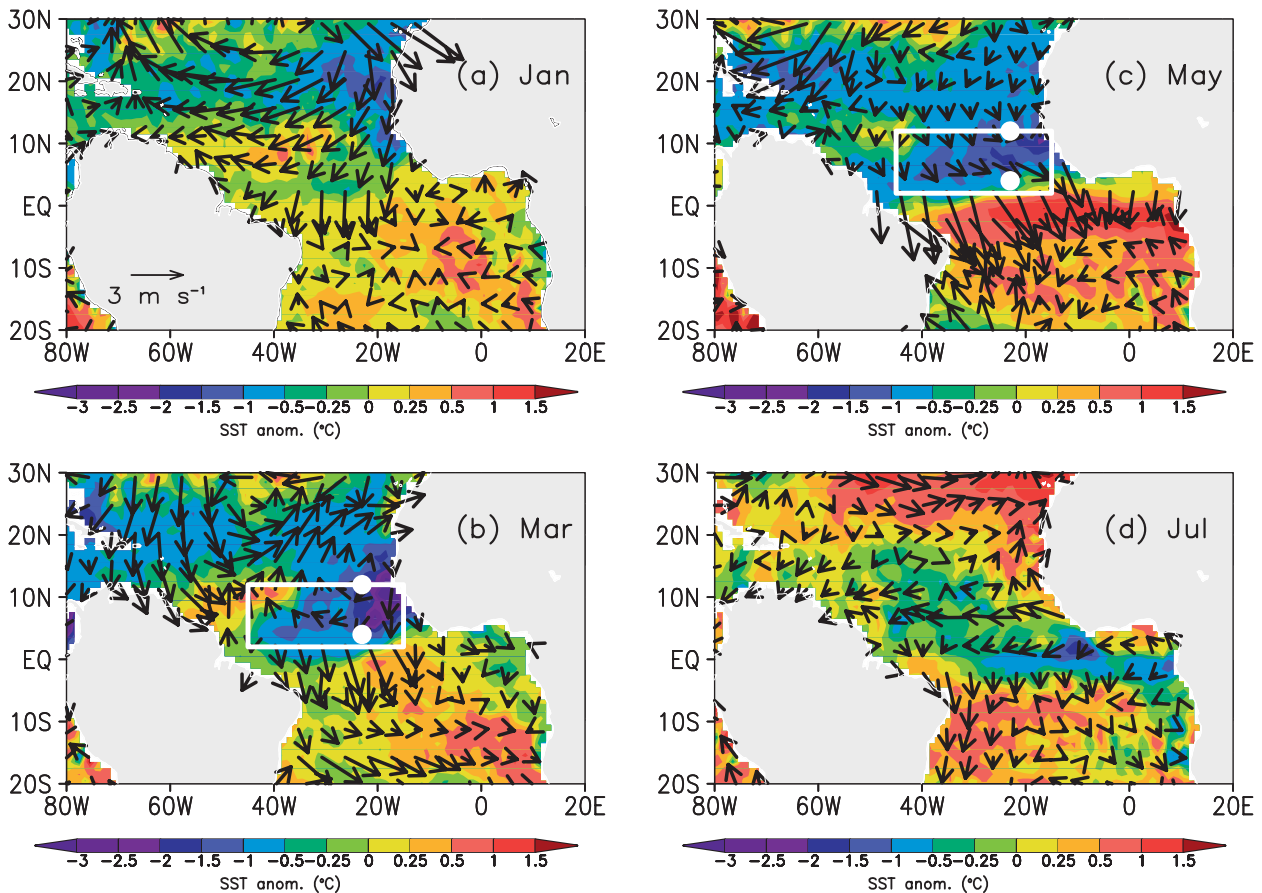 30N
20N
10N
EQ
10S
20S
80W 60W 40W 20W 0 20E
(a) Jan
3 m s⁻¹
-3 -2.5 -2 -1.5 -1 -0.5 -0.25 0 0.25 0.5 1 1.5
SST anom. (°C)
30N
20N
10N
EQ
10S
20S
80W 60W 40W 20W 0 20E
(c) May
-3 -2.5 -2 -1.5 -1 -0.5 -0.25 0 0.25 0.5 1 1.5
SST anom. (°C)
30N
20N
10N
EQ
10S
20S
80W 60W 40W 20W 0 20E
(b) Mar
-3 -2.5 -2 -1.5 -1 -0.5 -0.25 0 0.25 0.5 1 1.5
SST anom. (°C)
30N
20N
10N
EQ
10S
20S
80W 60W 40W 20W 0 20E
(d) Jul
-3 -2.5 -2 -1.5 -1 -0.5 -0.25 0 0.25 0.5 1 1.5
SST anom. (°C)